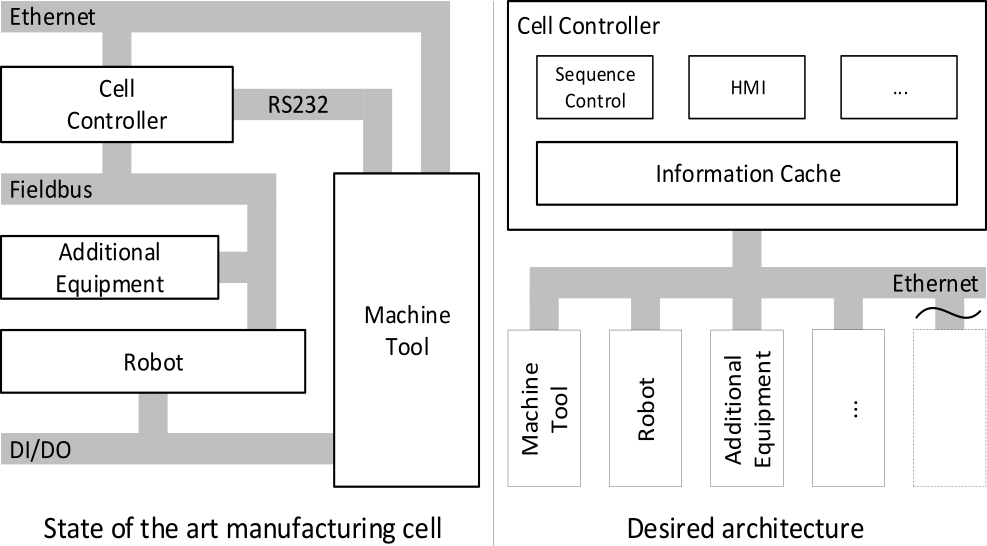 Ethernet
Cell
Controller
RS232
Fieldbus
Additional
Equipment
Robot
Machine
Tool
DI/DO
State of the art manufacturing cell
Cell Controller
Sequence
Control
HMI
...
Information Cache
Ethernet
Machine
Tool
Robot
Additional
Equipment
...
Desired architecture